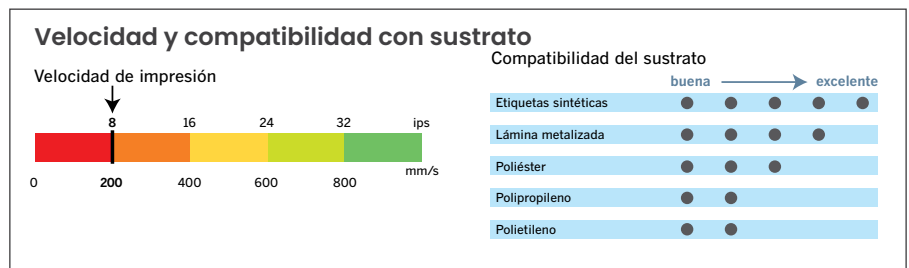 Velocidad y compatibilidad con sustrato
Velocidad de impresión
8 16 24 32 ips
mm/s
0 200 400 600 800
Compatibilidad del sustrato
buena excelente
Etiquetas sintéticas
Lámina metalizada
Poliéster
Polipropileno
Polietileno